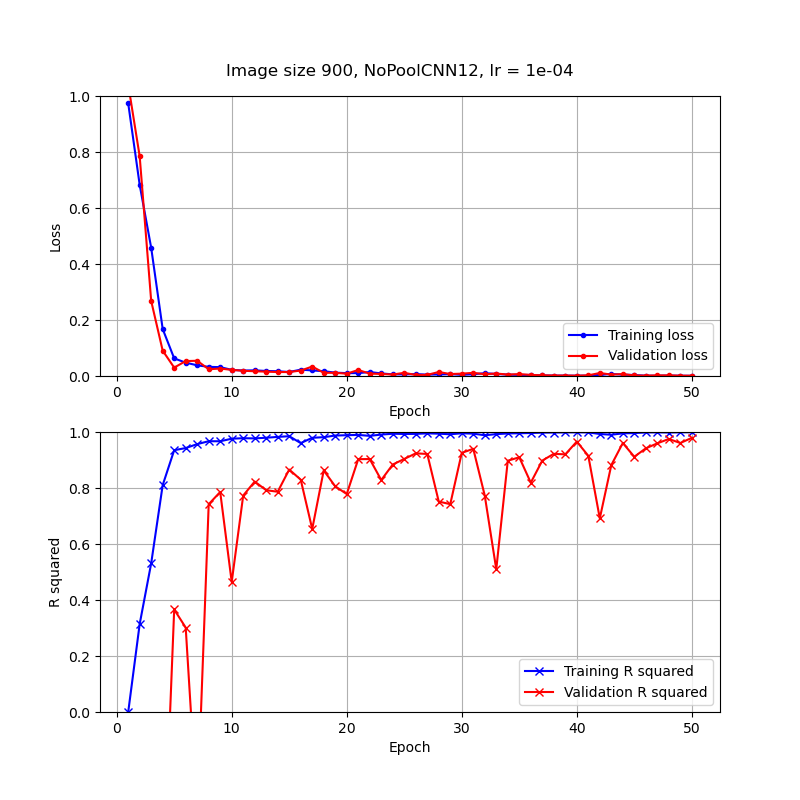 Image size 900, NoPoolCNN12, lr = 1e-04
1.0
0.8
0.6
0.4
0.2
0.0
Loss
Training loss
Validation loss
0 10 20 30 40 50
Epoch
1.0
0.8
0.6
0.4
0.2
0.0
R squared
Training R squared
Validation R squared
0 10 20 30 40 50
Epoch